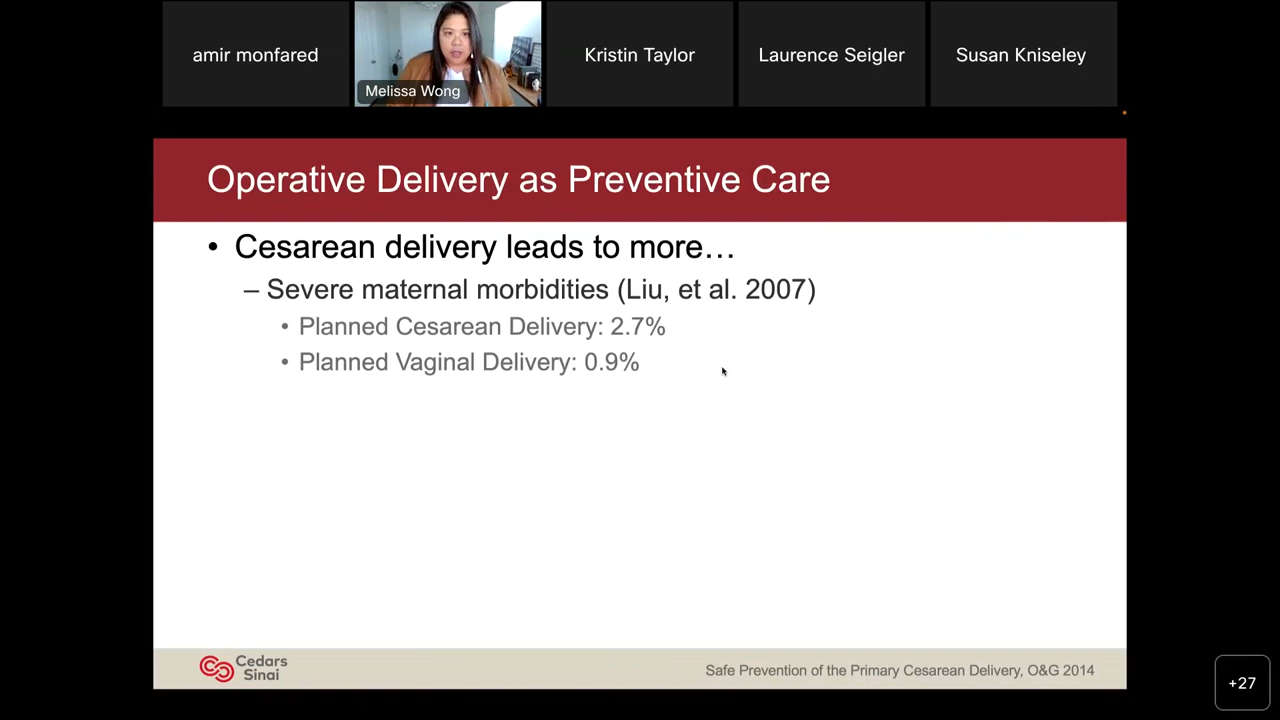 amir monfared
Melissa Wong
Kristin Taylor
Laurence Seigler
Susan Kniseley
Operative Delivery as Preventive Care
• Cesarean delivery leads to more…
– Severe maternal morbidities (Liu, et al. 2007)
• Planned Cesarean Delivery: 2.7%
• Planned Vaginal Delivery: 0.9%
Cedars
Sinai
Safe Prevention of the Primary Cesarean Delivery, O&G 2014
+27